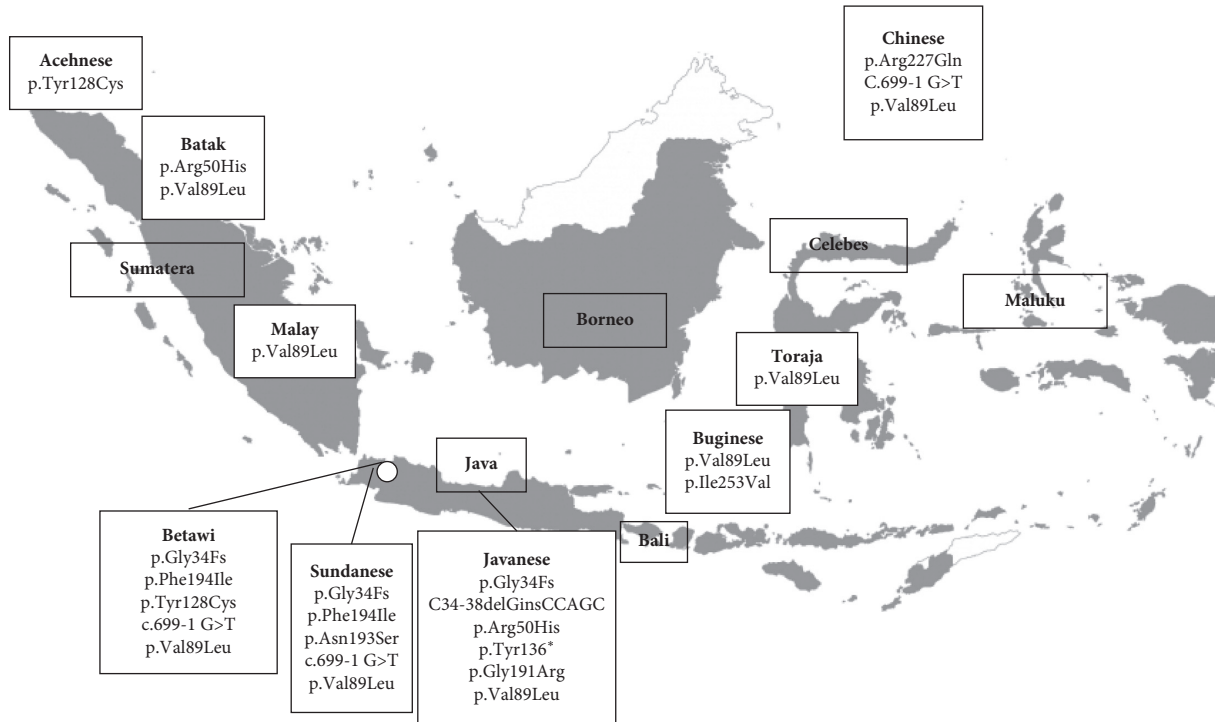 Acehnese
p.Tyr128Cys
Batak
p.Arg50His
p.Val89Leu
Sumatera
Malay
p.Val89Leu
Chinese
p.Arg227Gln
C.699-1 G>T
p.Val89Leu
Celebes
Maluku
Borneo
Toraja
p.Val89Leu
Buginese
p.Val89Leu
p.Ile253Val
Java
Bali
Betawi
p.Gly34Fs
p.Phe194Ile
p.Tyr128Cys
c.699-1 G>T
p.Val89Leu
Sundanese
p.Gly34Fs
p.Phe194Ile
p.Asn193Ser
c.699-1 G>T
p.Val89Leu
Javanese
p.Gly34Fs
C34-38delGinsCCAGC
p.Arg50His
p.Tyr136*
p.Gly191Arg
p.Val89Leu